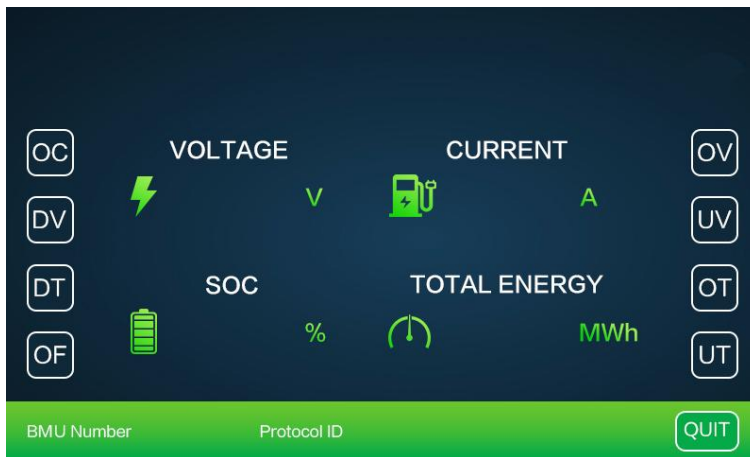 OC VOLTAGE CURRENT OV
DV V A UV
DT SOC TOTAL ENERGY OT
OF % MWh UT
BMU Number Protocol ID QUIT